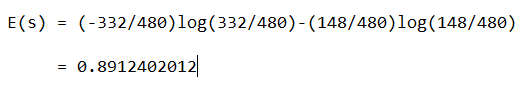 E(s) = (-332/480)log(332/480)-(148/480)log(148/480)
= 0.8912402012